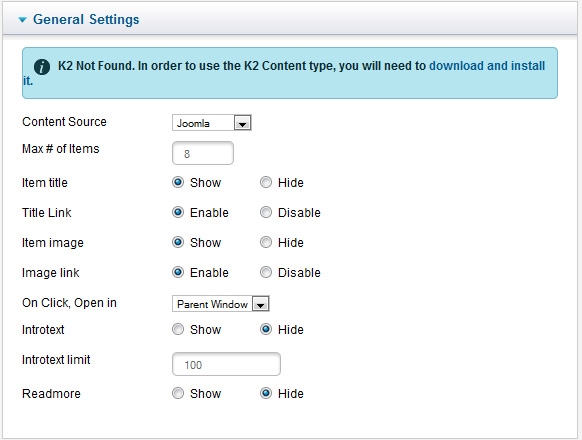 General Settings
K2 Not Found. In order to use the K2 Content type, you will need to download and install
it.
Content Source Joomla
Max # of Items 8
Item title Show Hide
Title Link Enable Disable
Item image Show Hide
Image link Enable Disable
On Click, Open in Parent Window
Introtext Show Hide
Introtext limit 100
Readmore Show Hide